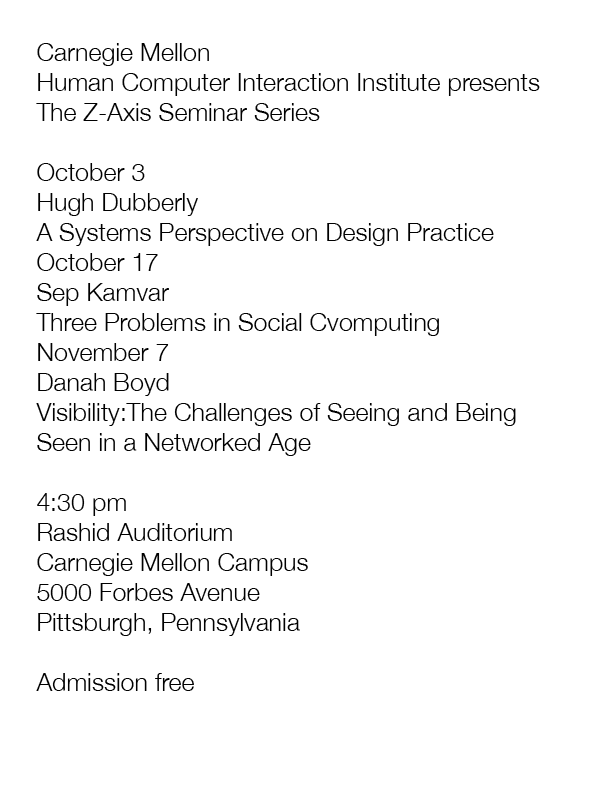 Carnegie Mellon
Human Computer Interaction Institute presents
The Z-Axis Seminar Series
October 3
Hugh Dubberly
A Systems Perspective on Design Practice
October 17
Sep Kamvar
Three Problems in Social Cvomputing
November 7
Danah Boyd
Visibility:The Challenges of Seeing and Being
Seen in a Networked Age
4:30 pm
Rashid Auditorium
Carnegie Mellon Campus
5000 Forbes Avenue
Pittsburgh, Pennsylvania
Admission free